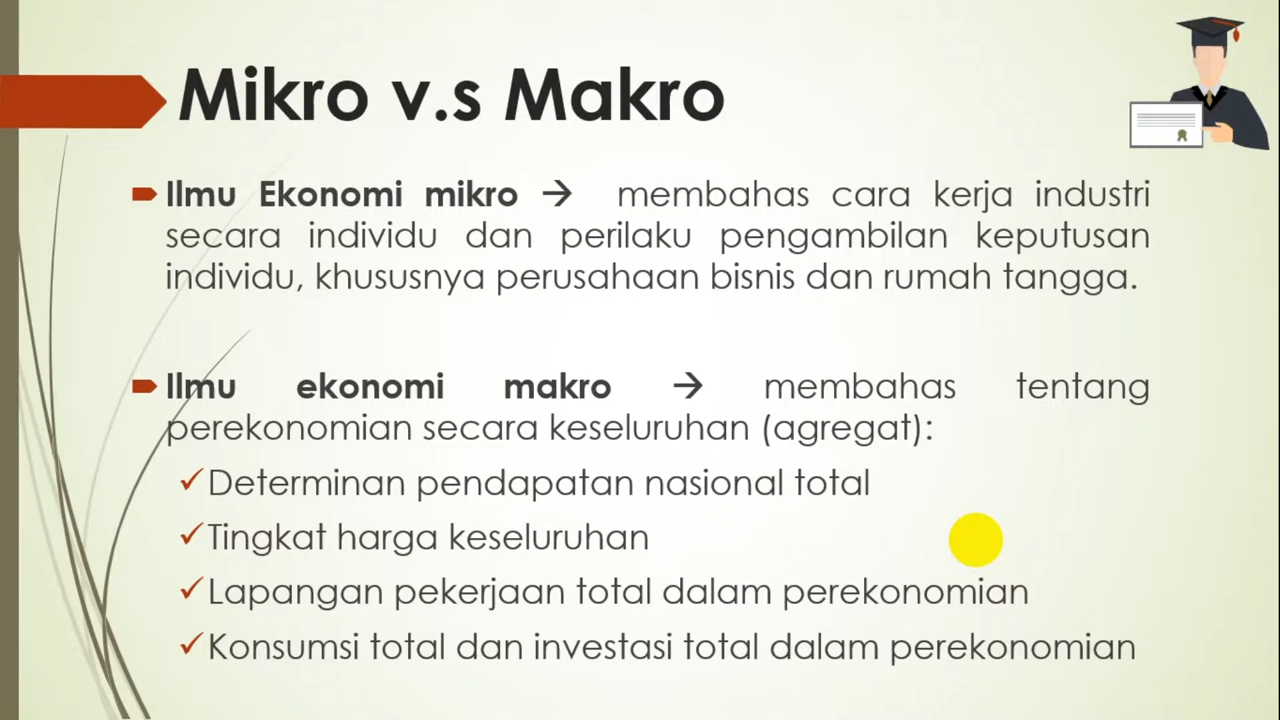 Mikro v.s Makro
Ilmu Ekonomi mikro → membahas cara kerja industri
secara individu dan perilaku pengambilan keputusan
individu, khususnya perusahaan bisnis dan rumah tangga.
Ilmu ekonomi makro → membahas tentang
perekonomian secara keseluruhan (agregat):
✓Determinan pendapatan nasional total
✓Tingkat harga keseluruhan
✓Lapangan pekerjaan total dalam perekonomian
✓Konsumsi total dan investasi total dalam perekonomian